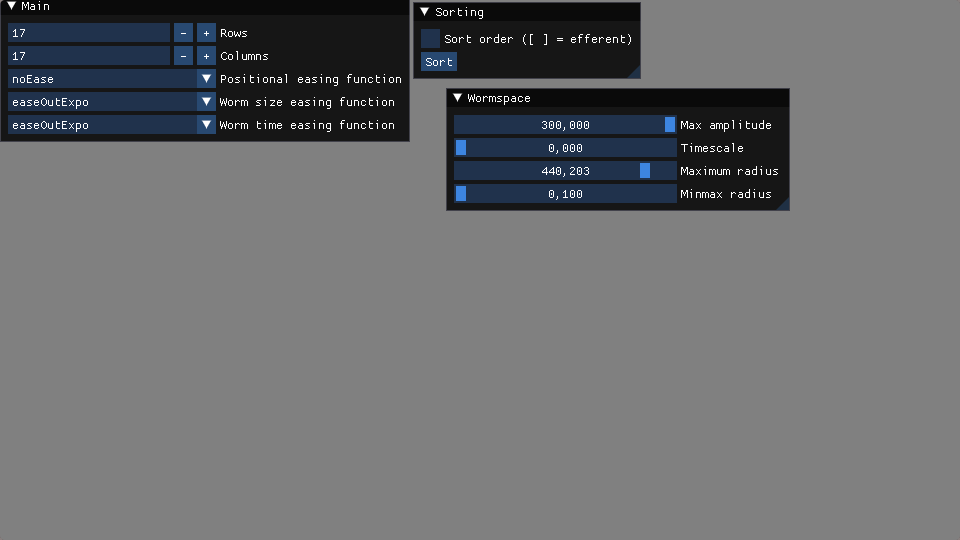 Main
17 - + Rows
17 - + Columns
noEase Positional easing function
easeOutExpo Worm size easing function
easeOutExpo Worm time easing function
Sorting
Sort order ([ ] = efferent)
Sort
Wormspace
300,000 Max amplitude
0,000 Timescale
440,203 Maximum radius
0,100 Minmax radius